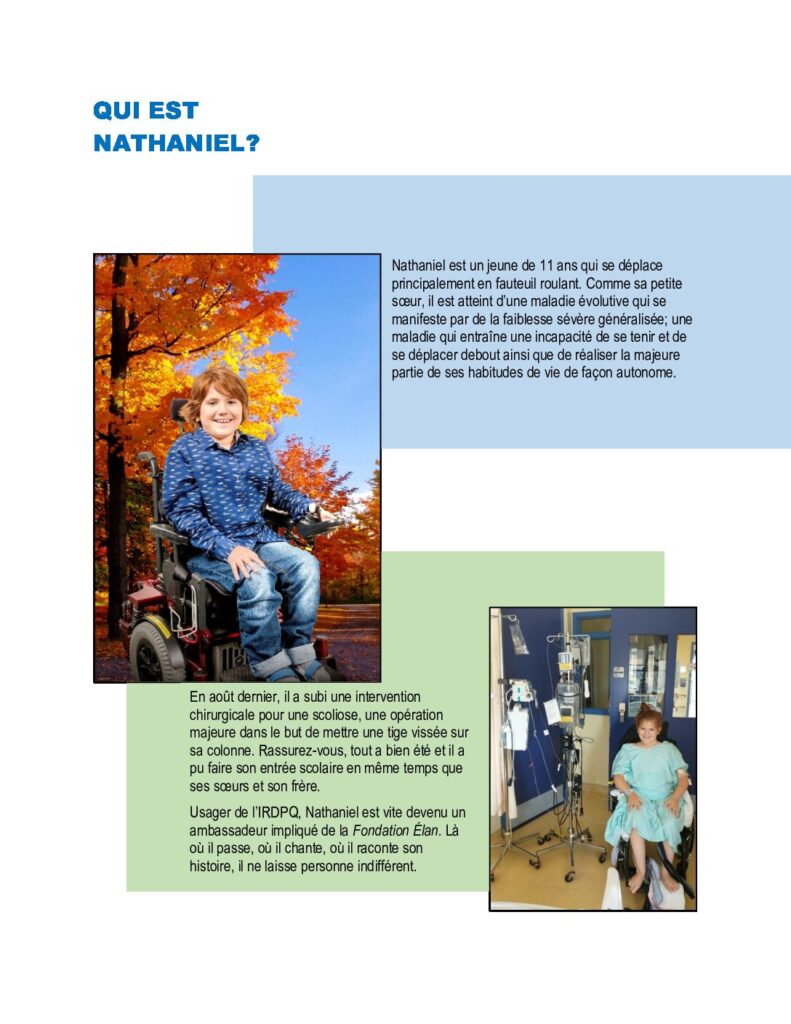 QUI EST
NATHANIEL?
Nathaniel est un jeune de 11 ans qui se déplace
principalement en fauteuil roulant. Comme sa petite
sœur, il est atteint d'une maladie évolutive qui se
manifeste par de la faiblesse sévère généralisée; une
maladie qui entraîne une incapacité de se tenir et de
se déplacer debout ainsi que de réaliser la majeure
partie de ses habitudes de vie de façon autonome.
En août dernier, il a subi une intervention
chirurgicale pour une scoliose, une opération
majeure dans le but de mettre une tige vissée sur
sa colonne. Rassurez-vous, tout a bien été et il a
pu faire son entrée scolaire en même temps que
ses sœurs et son frère.
Usager de l'IRDPQ, Nathaniel est vite devenu un
ambassadeur impliqué de la Fondation Élan. Là
où il passe, où il chante, où il raconte son
histoire, il ne laisse personne indifférent.